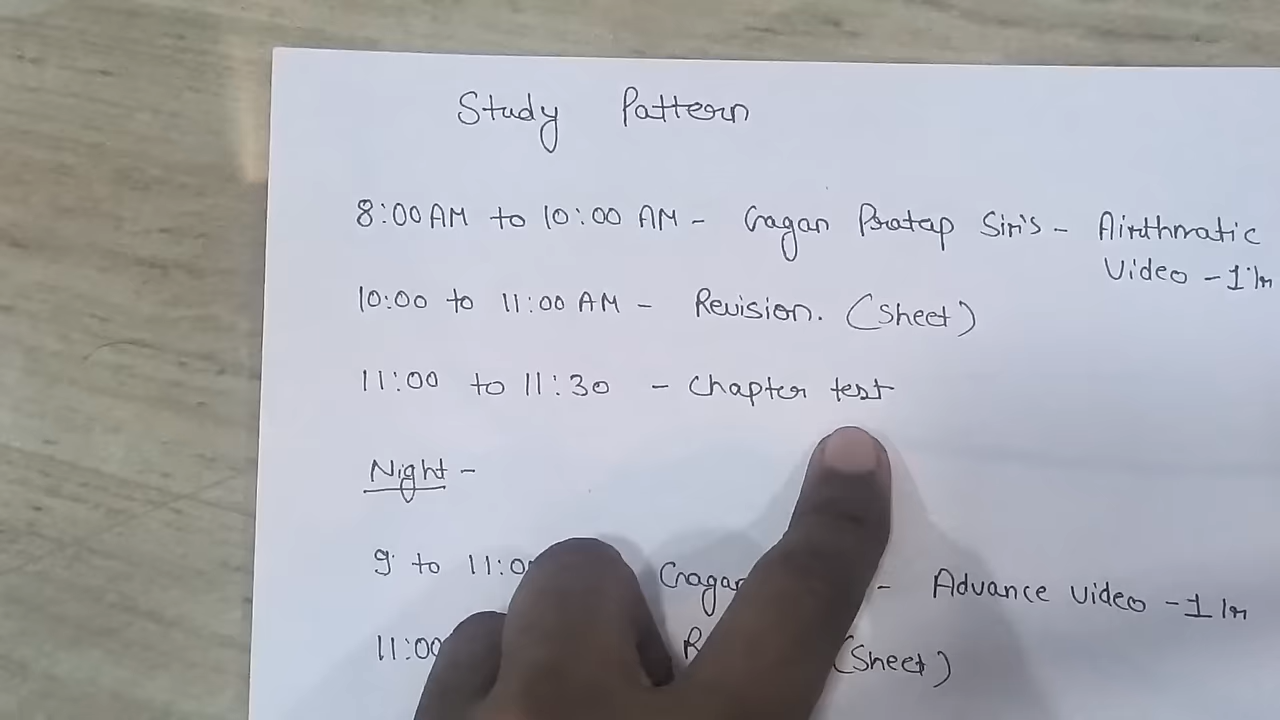 Study Pattern
8:00 AM to 10:00 AM - Gagan Pratap Sir's - Airthmatic
Video - 1 hr
10:00 to 11:00 AM - Revision. (Sheet)
11:00 to 11:30 - Chapter test
Night -
9 to 11:0 Gagan - Advance video - 1 hr
11:00 (Sheet)